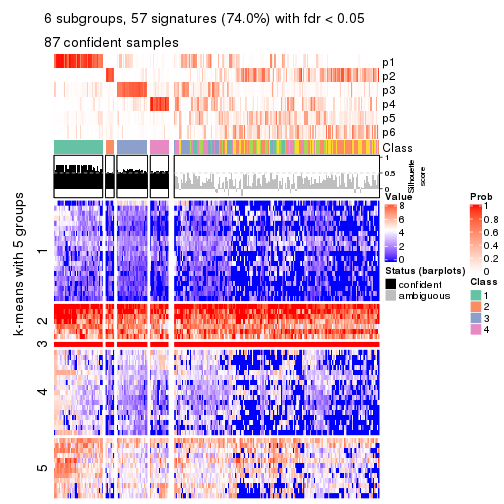 6 subgroups, 57 signatures (74.0%) with fdr < 0.05
87 confident samples
p1
p2
p3
p4
p5
p6
Class
1
0.5
0
Silhouette
score
k-means with 5 groups
1
2
3
4
5
Value
8
6
4
2
0
Status (barplots)
confident
ambiguous
Prob
1
0.8
0.6
0.4
0.2
0
Class
1
2
3
4